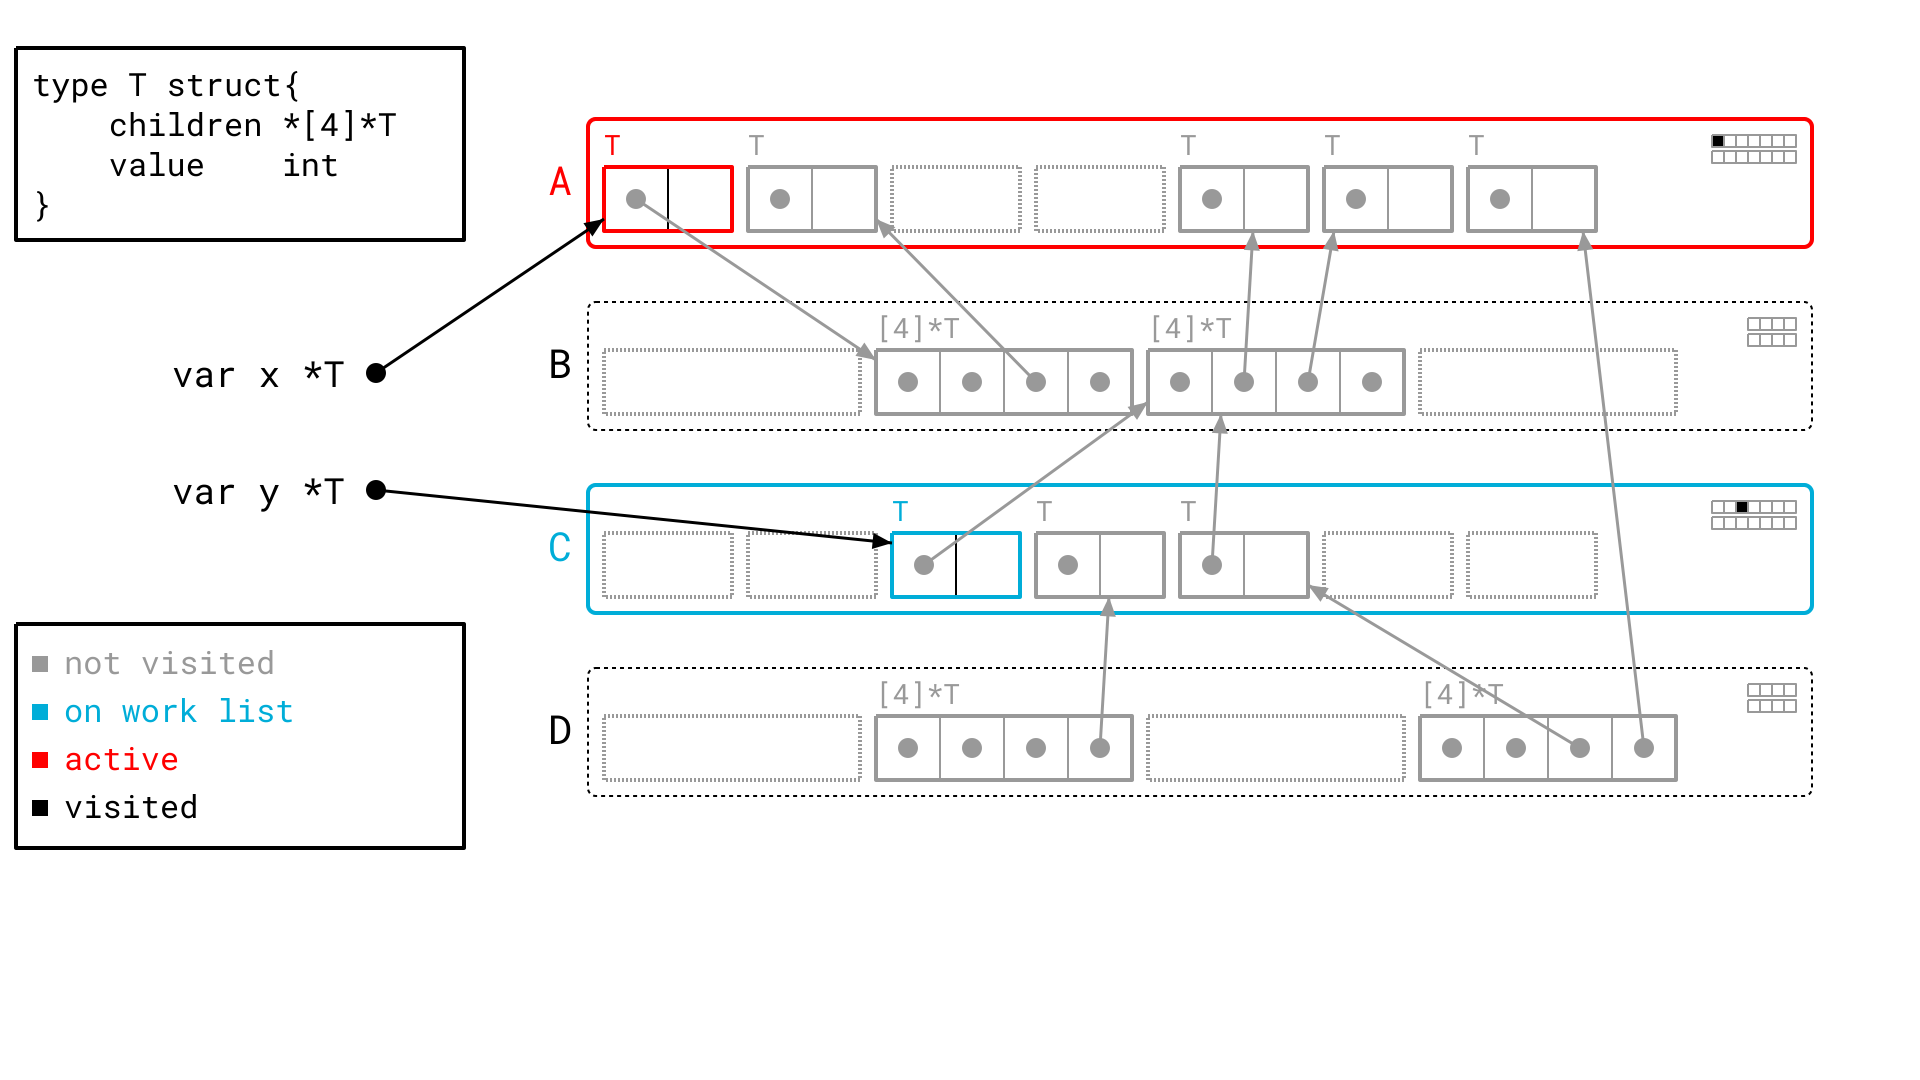 type T struct{
    children *[4]*T
    value    int
}
var x *T
var y *T
not visited
on work list
active
visited
A
T T T T T
B
[4]*T [4]*T
C
T T T
D
[4]*T [4]*T